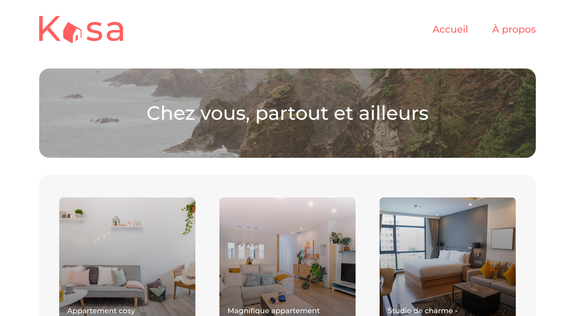 Kasa
Accueil
À propos
Chez vous, partout et ailleurs
Appartement cosy
Magnifique appartement
Studio de charme -